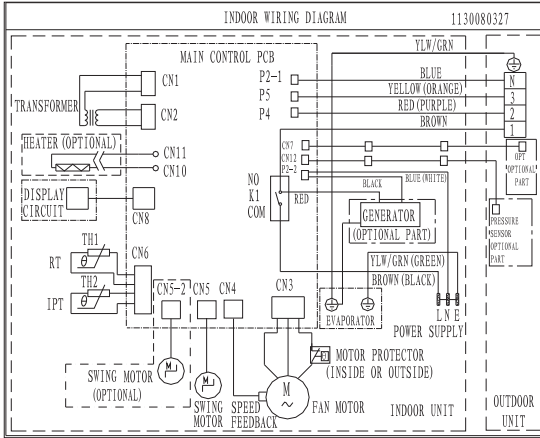 INDOOR WIRING DIAGRAM
1130080327
YLW/GRN
MAIN CONTROL PCB
BLUE
P2-1
N
CN1
YELLOW(ORANGE)
P5
3
RED(PURPLE)
P4
2
TRANSFORMER
CN2
BROWN
1
HEATER(OPTIONAL)
CN11
CN10
CN7
CN12
P2-2
OPT
OPTIONAL
PART
BLUE(WHITE)
BLACK
DISPLAY
CIRCUIT
CN8
NO
K1
COM
RED
GENERATOR
(OPTIONAL PART)
PRESSURE
SENSOR
OPTIONAL
PART
TH1
RT
CN6
TH2
IPT
YLW/GRN(GREEN)
BROWN(BLACK)
CN5-2
CN5
CN4
CN3
EVAPORATOR
L N E
POWER SUPPLY
M
M
M
~
MOTOR PROTECTOR
(INSIDE OR OUTSIDE)
SWING MOTOR
(OPTIONAL)
SWING
MOTOR
SPEED
FEEDBACK
FAN MOTOR
INDOOR UNIT
OUTDOOR
UNIT